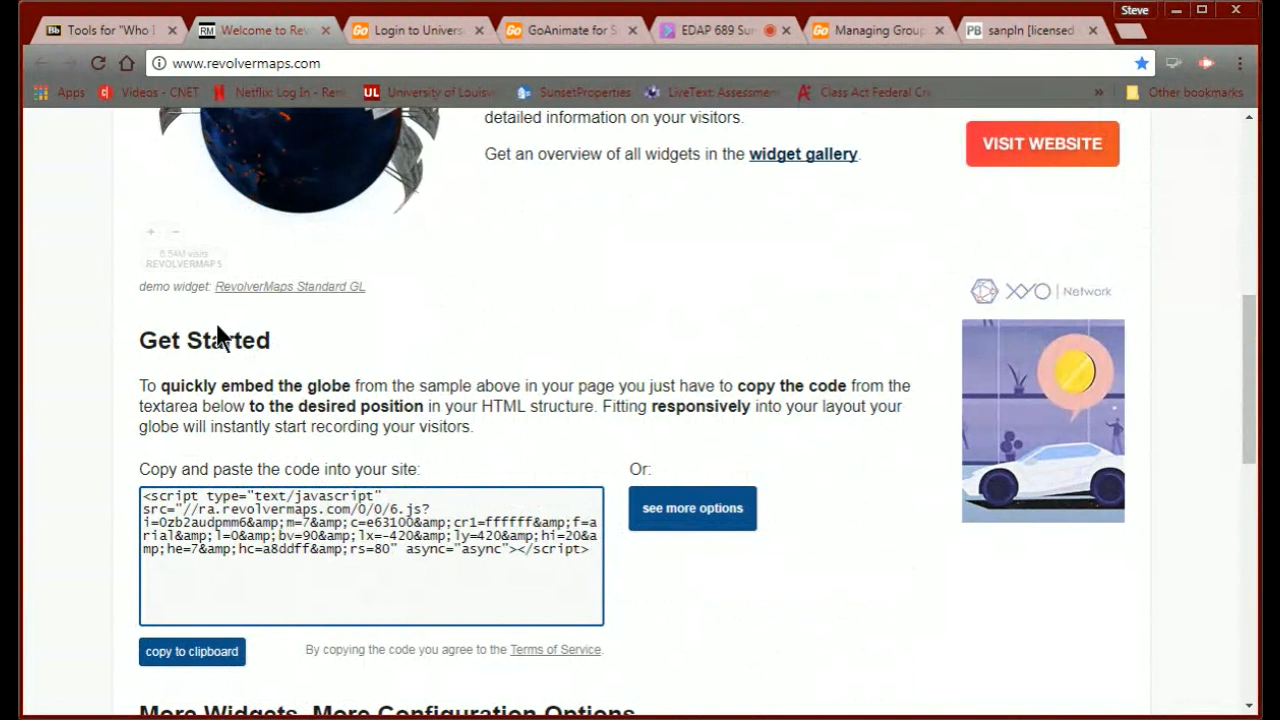 Steve
Tools for "Who I
Welcome to Rev
Login to Univers
GoAnimate for S
EDAP 689 Sur
Managing Group
sanpln [licensed
www.revolvermaps.com
Apps
Videos - CNET
Netflix: Log In - Ren
University of Louisv
SunsetProperties
LiveText: Assessmen
Class Act Federal Cre
»
Other bookmarks
detailed information on your visitors.
Get an overview of all widgets in the widget gallery.
VISIT WEBSITE
+ −
8.54M visits
REVOLVERMAPS
demo widget: RevolverMaps Standard GL
XYO | Network
Get Started
To quickly embed the globe from the sample above in your page you just have to copy the code from the
textarea below to the desired position in your HTML structure. Fitting responsively into your layout your
globe will instantly start recording your visitors.
Copy and paste the code into your site:
Or:
<script type="text/javascript"
src="//ra.revolvermaps.com/0/0/6.js?
i=0zb2audpmm6&amp;m=7&amp;c=e63100&amp;cr1=ffffff&amp;f=a
rial&amp;l=0&amp;bv=90&amp;lx=-420&amp;ly=420&amp;hi=20&a
mp;he=7&amp;hc=a8ddff&amp;rs=80" async="async"></script>
see more options
copy to clipboard
By copying the code you agree to the Terms of Service.
More Widgets, More Configuration Options